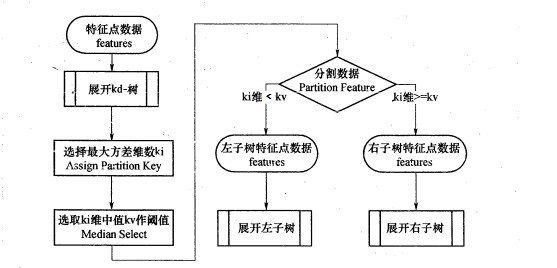 特征点数据
features
展开kd-树
选择最大方差维数ki
Assign Partition Key
选取ki维中值kv作阈值
Median Select
分割数据
Partition Feature
ki维 < kv
ki维>=kv
左子树特征点数据
features
右子树特征点数据
features
展开左子树
展开右子树